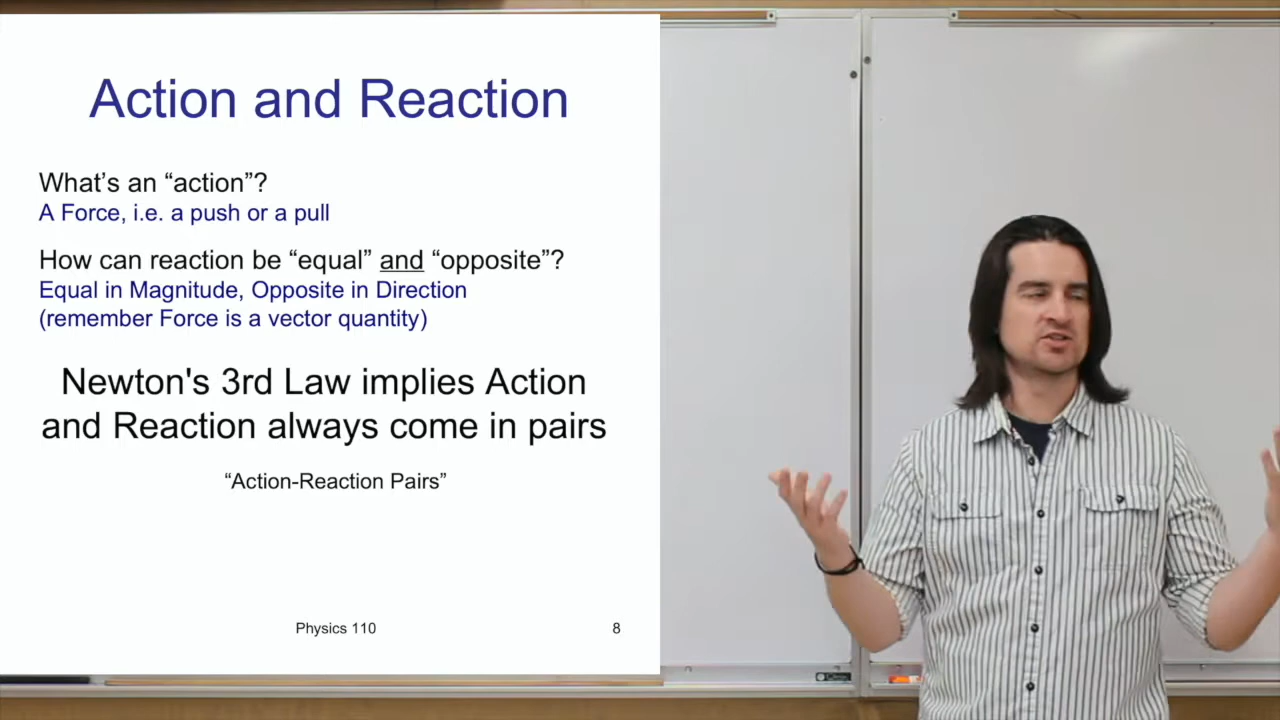 Action and Reaction
What’s an “action”?
A Force, i.e. a push or a pull
How can reaction be “equal” and “opposite”?
Equal in Magnitude, Opposite in Direction
(remember Force is a vector quantity)
Newton's 3rd Law implies Action
and Reaction always come in pairs
“Action-Reaction Pairs”
Physics 110
8